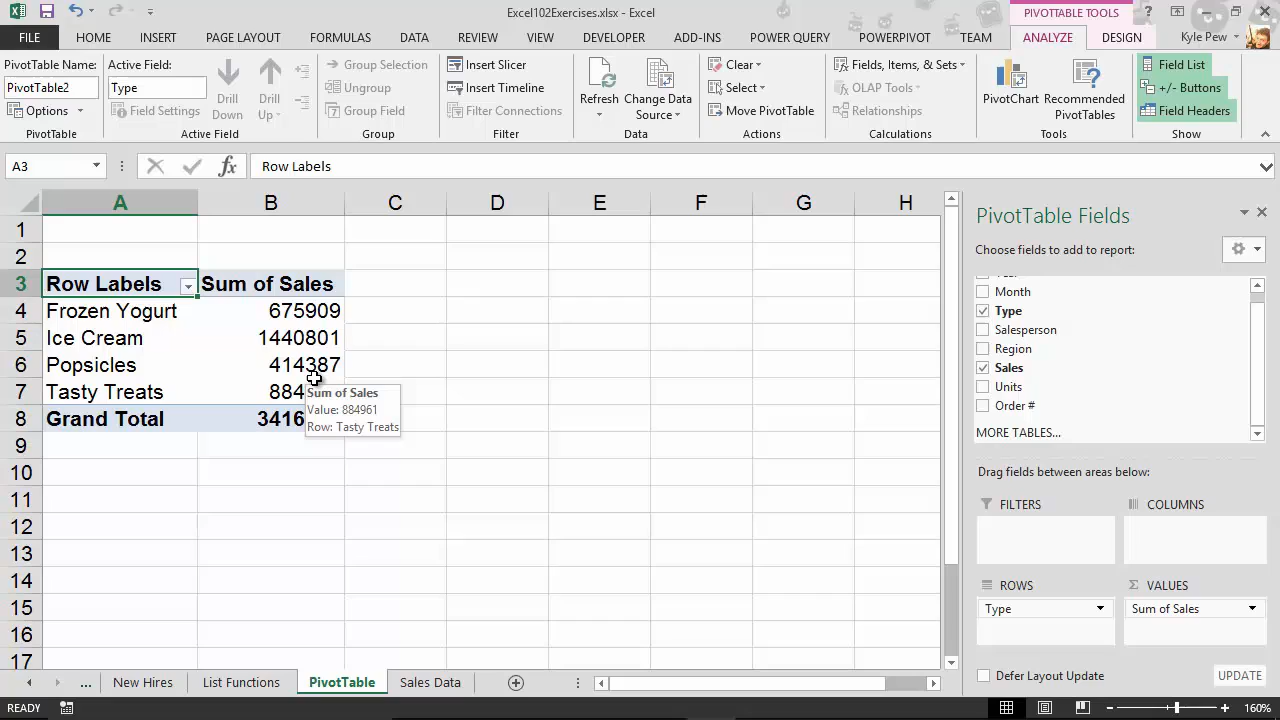 Excel102Exercises.xlsx - Excel
PIVOTTABLE TOOLS
FILE HOME INSERT PAGE LAYOUT FORMULAS DATA REVIEW VIEW DEVELOPER ADD-INS POWER QUERY POWERPIVOT TEAM ANALYZE DESIGN Kyle Pew
PivotTable Name:
PivotTable2
Options
PivotTable
Active Field:
Type
Field Settings
Drill Down
Drill Up
Active Field
Group Selection
Ungroup
Group Field
Group
Insert Slicer
Insert Timeline
Filter Connections
Filter
Refresh
Change Data Source
Data
Clear
Select
Move PivotTable
Actions
Fields, Items, & Sets
OLAP Tools
Relationships
Calculations
PivotChart
Recommended PivotTables
Tools
Field List
+/- Buttons
Field Headers
Show
A3 fx Row Labels
A B C D E F G H
1
2
3 Row Labels Sum of Sales
4 Frozen Yogurt 675909
5 Ice Cream 1440801
6 Popsicles 414387
7 Tasty Treats 884
8 Grand Total 3416
9
10
11
12
13
14
15
16
17
Sum of Sales
Value: 884961
Row: Tasty Treats
PivotTable Fields
Choose fields to add to report:
Month
Type
Salesperson
Region
Sales
Units
Order #
MORE TABLES...
Drag fields between areas below:
FILTERS
COLUMNS
ROWS
Type
VALUES
Sum of Sales
Defer Layout Update
UPDATE
... New Hires List Functions PivotTable Sales Data
READY
160%